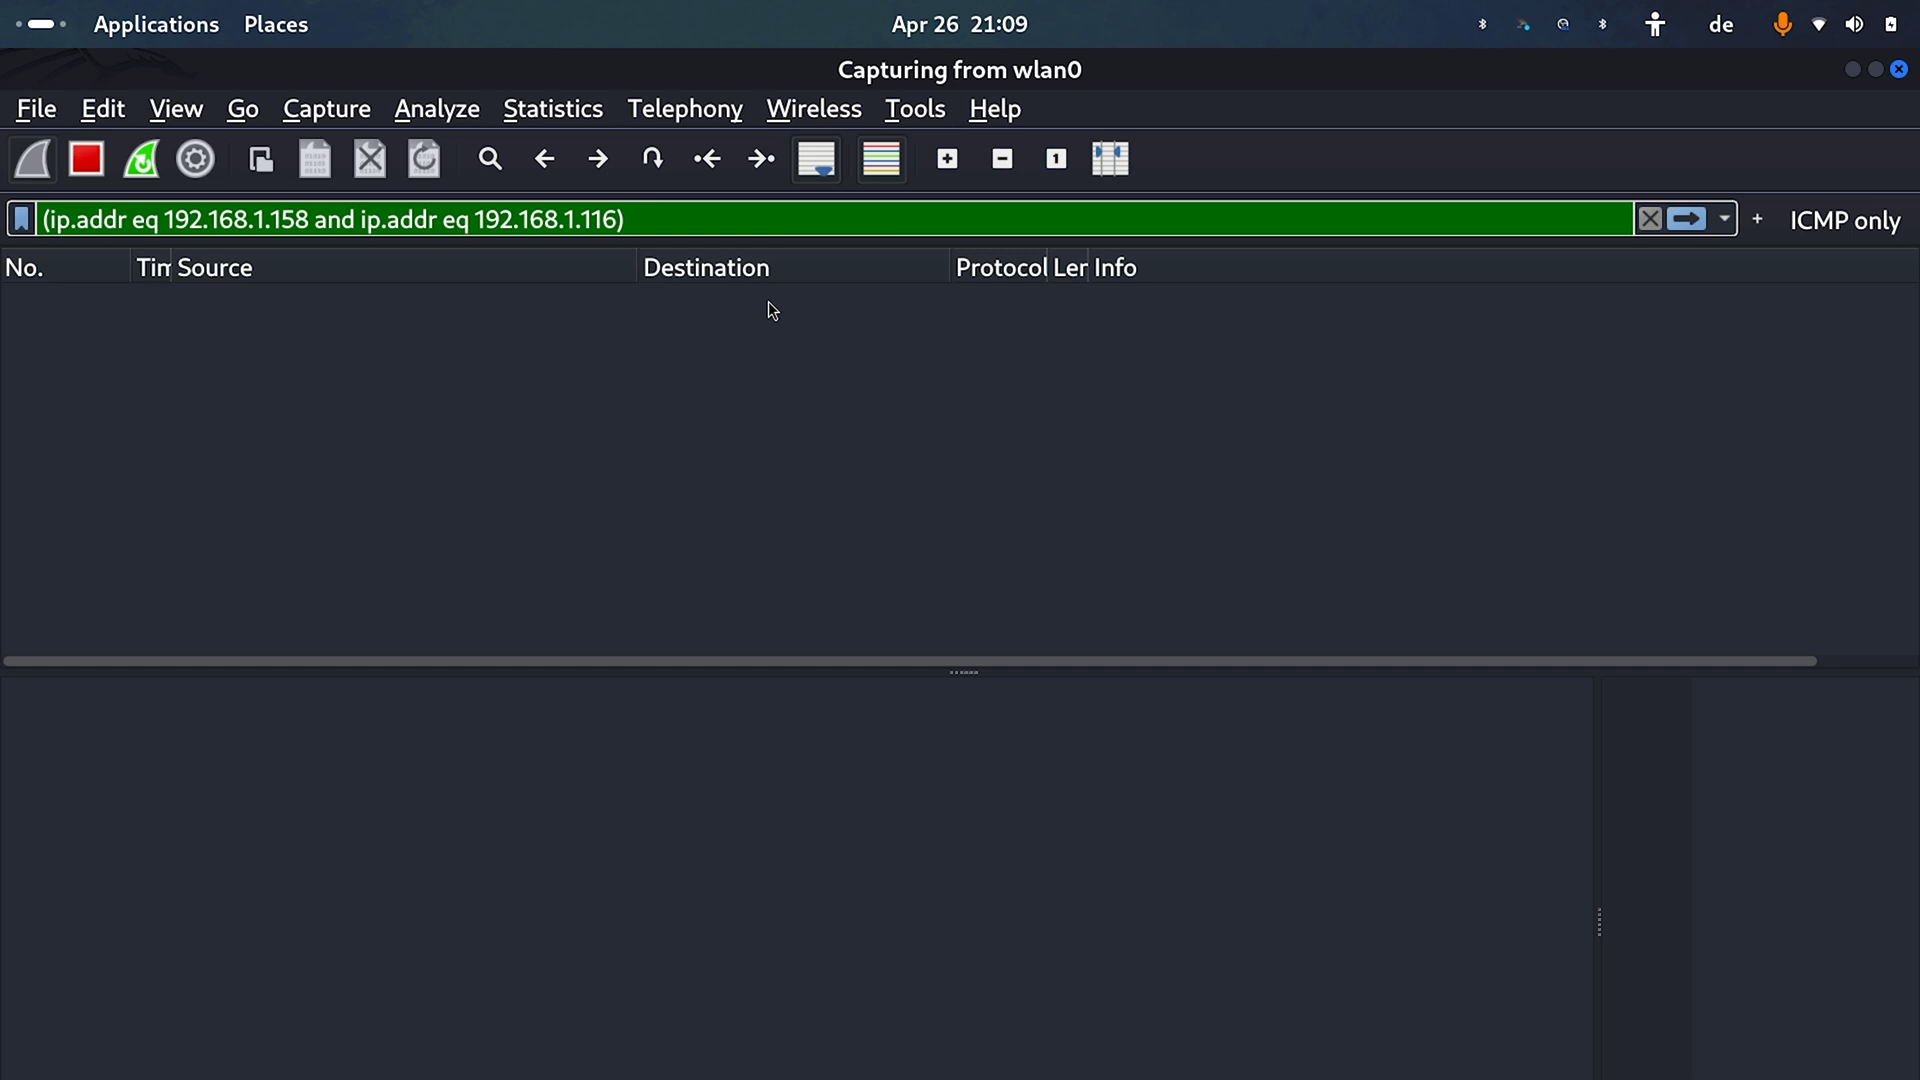 Applications Places Apr 26 21:09 de
Capturing from wlan0
File Edit View Go Capture Analyze Statistics Telephony Wireless Tools Help
(ip.addr eq 192.168.1.158 and ip.addr eq 192.168.1.116) + ICMP only
No. Tim Source Destination Protocol Len Info